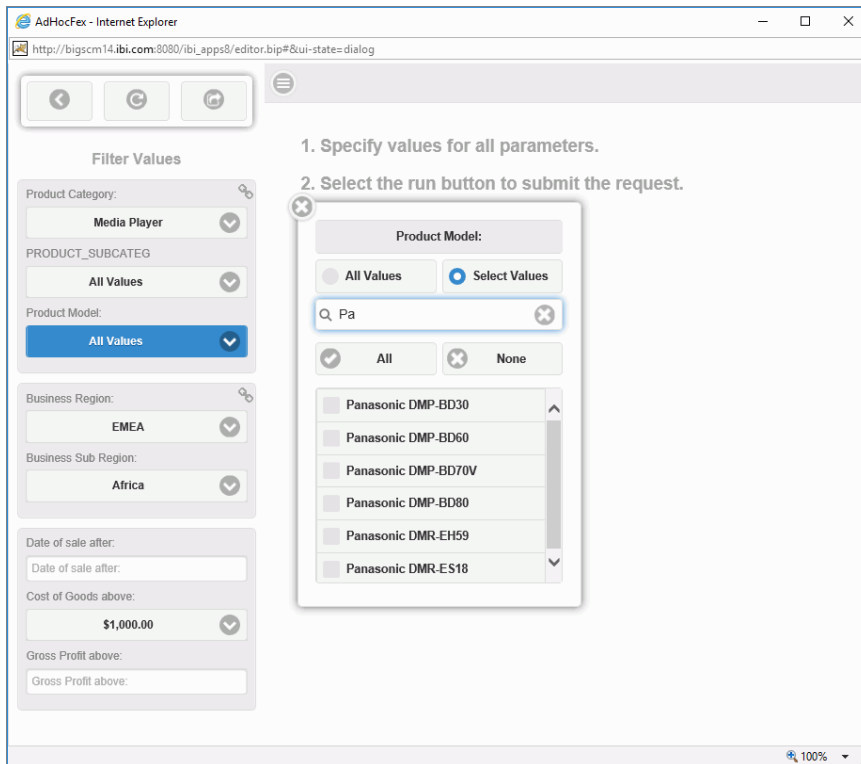 AdHocFex - Internet Explorer
http://bigscm14.ibi.com:8080/ibi_apps8/editor.bip#&ui-state=dialog
Filter Values
Product Category:
Media Player
PRODUCT_SUBCATEG
All Values
Product Model:
All Values
Business Region:
EMEA
Business Sub Region:
Africa
Date of sale after:
Date of sale after:
Cost of Goods above:
$1,000.00
Gross Profit above:
Gross Profit above:
1. Specify values for all parameters.
2. Select the run button to submit the request.
Product Model:
All Values Select Values
Pa
All None
Panasonic DMP-BD30
Panasonic DMP-BD60
Panasonic DMP-BD70V
Panasonic DMP-BD80
Panasonic DMR-EH59
Panasonic DMR-ES18
100%